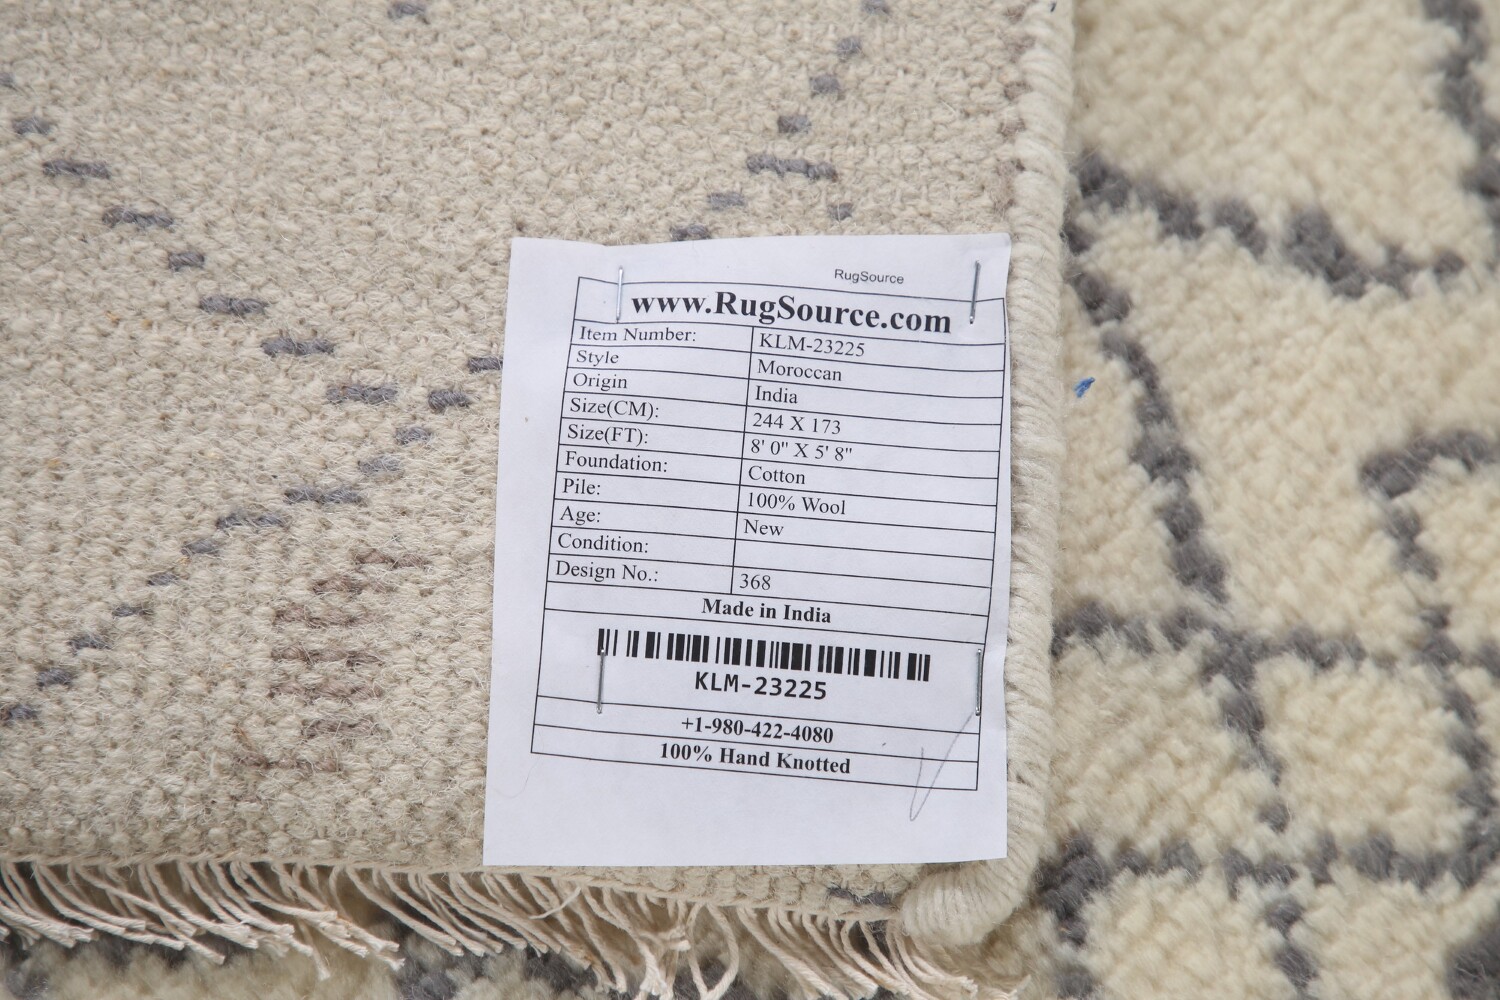 RugSource
www.RugSource.com
Item Number: KLM-23225
Style Moroccan
Origin India
Size(CM): 244 X 173
Size(FT): 8' 0" X 5' 8"
Foundation: Cotton
Pile: 100% Wool
Age: New
Condition:
Design No.: 368
Made in India
KLM-23225
+1-980-422-4080
100% Hand Knotted